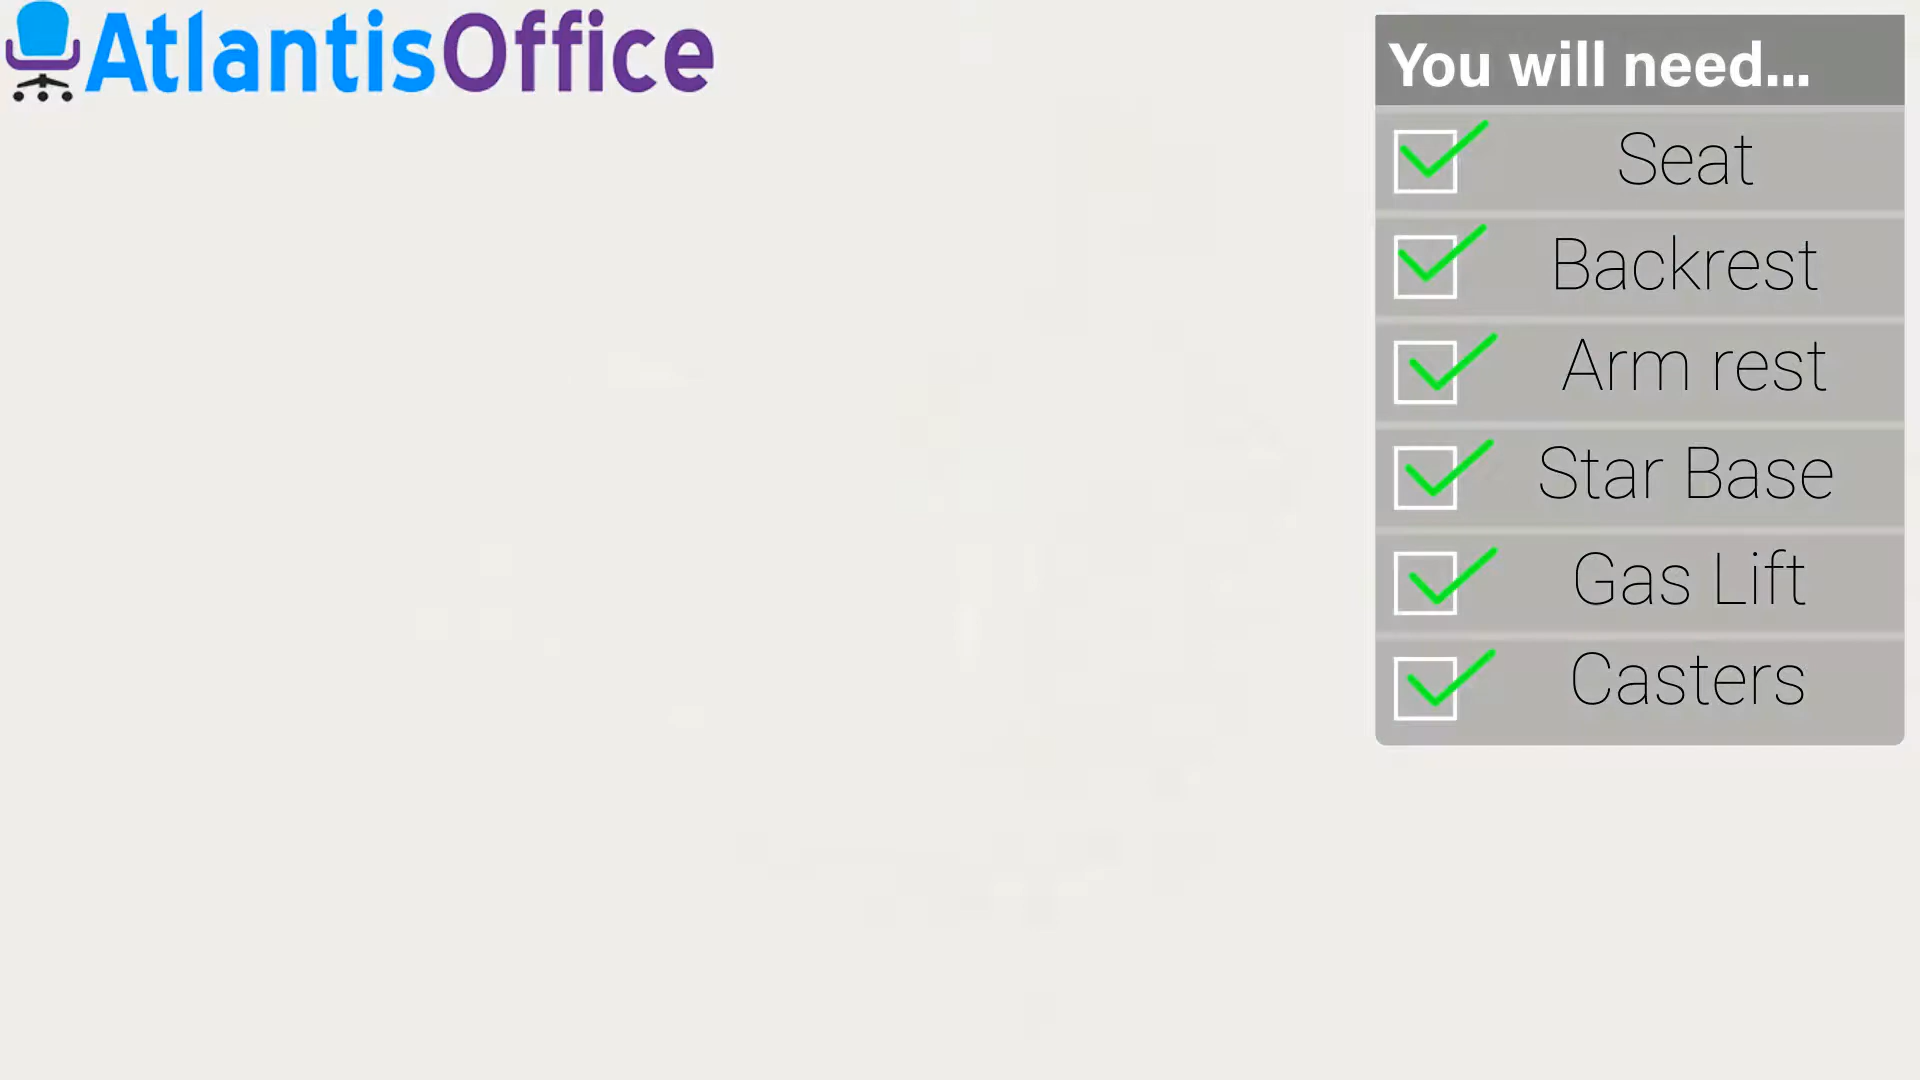 AtlantisOffice
You will need...
Seat
Backrest
Arm rest
Star Base
Gas Lift
Casters